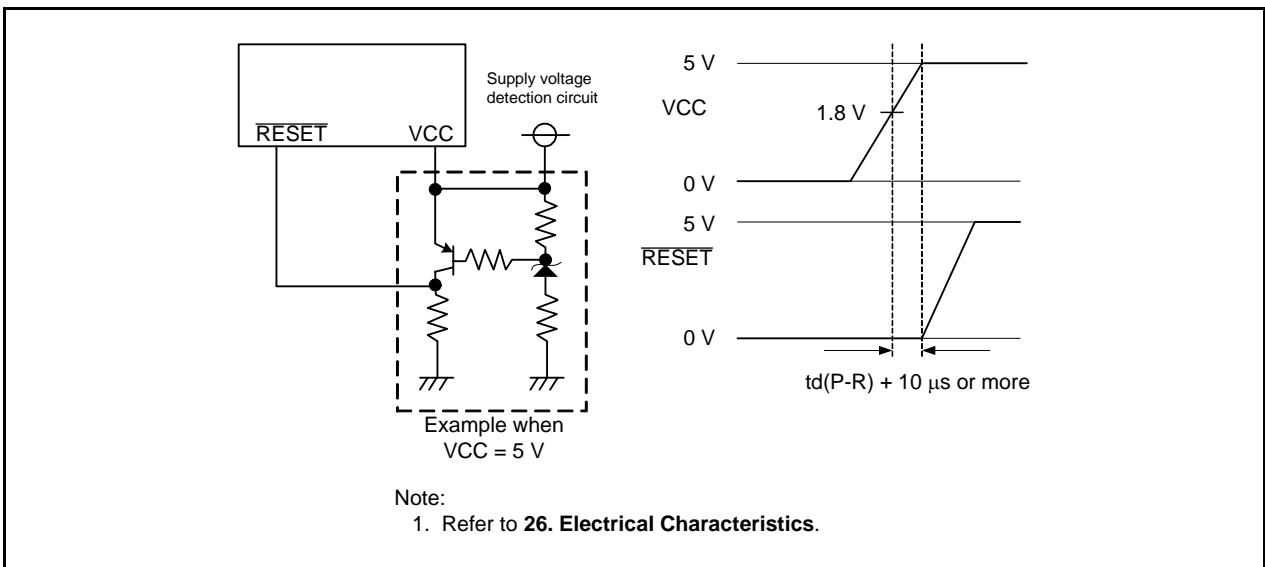 Supply voltage
detection circuit
RESET VCC
Example when
VCC = 5 V
5 V
VCC
1.8 V
0 V
5 V
RESET
0 V
td(P-R) + 10 μs or more
Note:
1. Refer to 26. Electrical Characteristics.